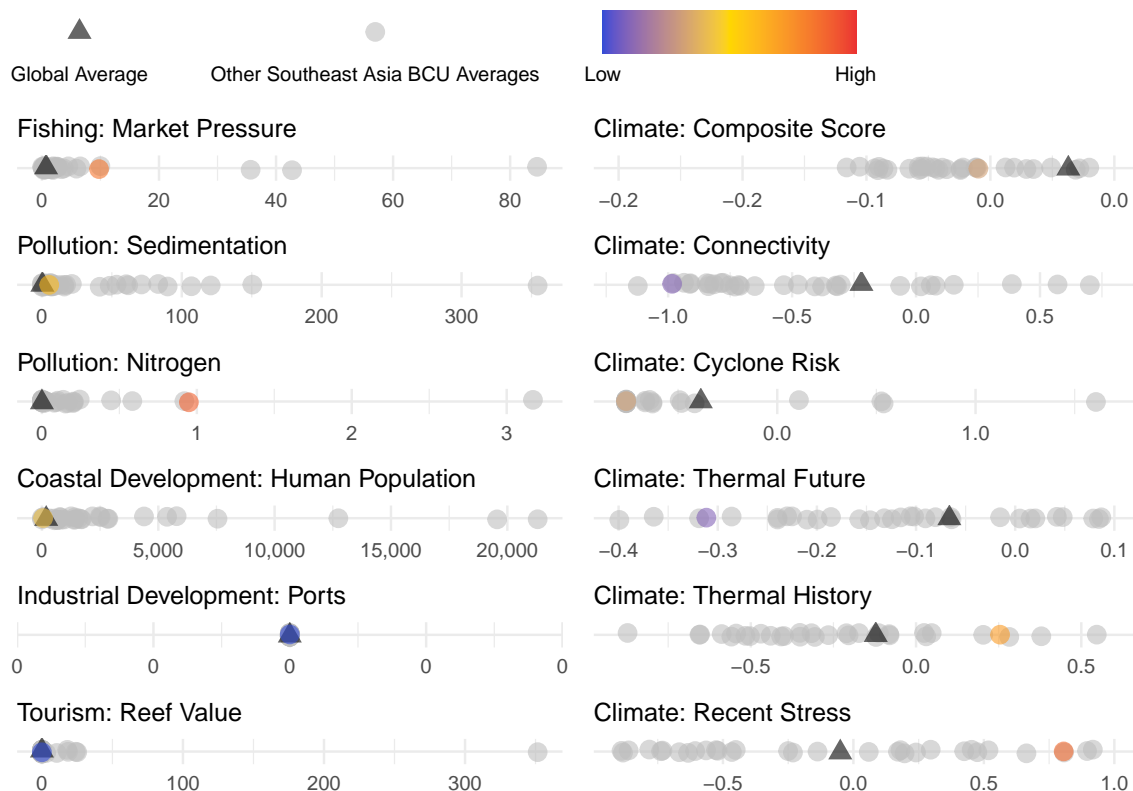 Global Average
Other Southeast Asia BCU Averages
Low
High
Fishing: Market Pressure
0 20 40 60 80
Pollution: Sedimentation
0 100 200 300
Pollution: Nitrogen
0 1 2 3
Coastal Development: Human Population
0 5,000 10,000 15,000 20,000
Industrial Development: Ports
0 0 0 0 0
Tourism: Reef Value
0 100 200 300
Climate: Composite Score
−0.2 −0.2 −0.1 0.0 0.0
Climate: Connectivity
−1.0 −0.5 0.0 0.5
Climate: Cyclone Risk
0.0 1.0
Climate: Thermal Future
−0.4 −0.3 −0.2 −0.1 0.0 0.1
Climate: Thermal History
−0.5 0.0 0.5
Climate: Recent Stress
−0.5 0.0 0.5 1.0